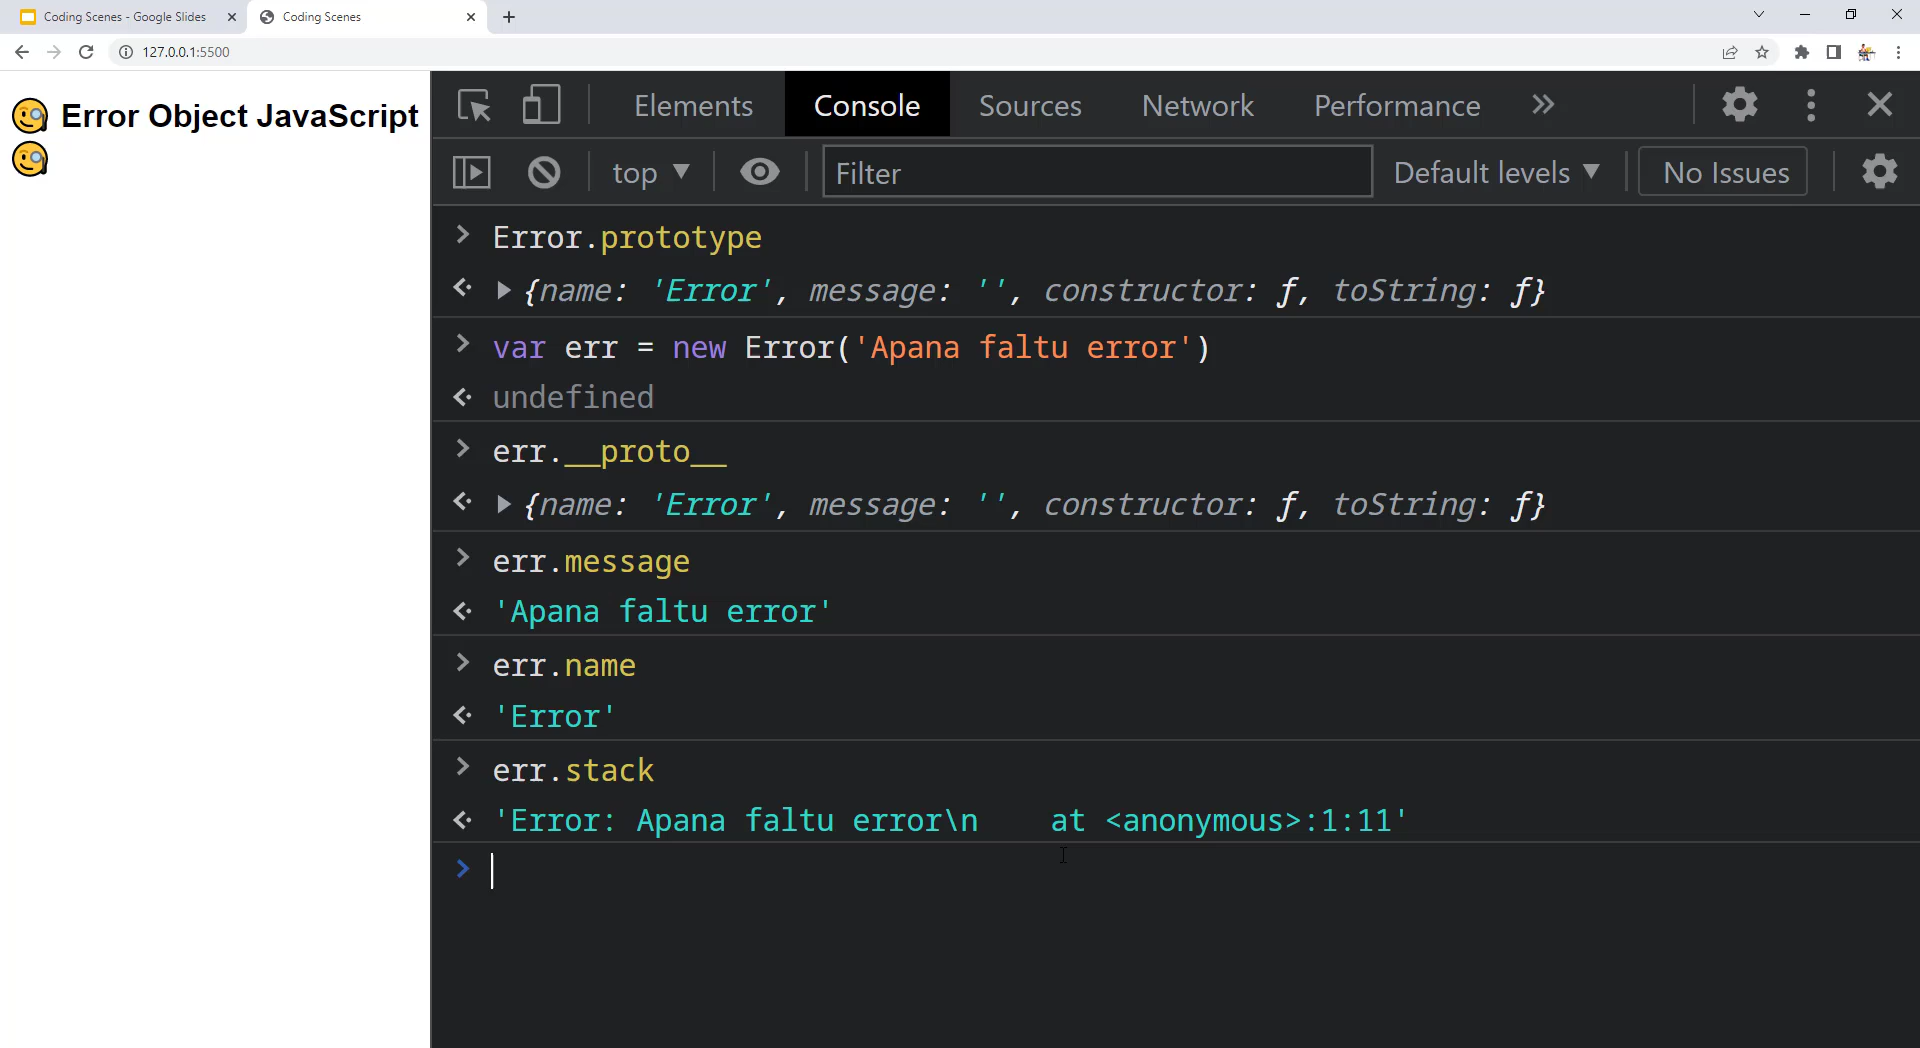 Coding Scenes - Google Slides
Coding Scenes
127.0.0.1:5500
Error Object JavaScript
Elements Console Sources Network Performance
top Filter Default levels No Issues
Error.prototype
{name: 'Error', message: '', constructor: ƒ, toString: ƒ}
var err = new Error('Apana faltu error')
undefined
err.__proto__
{name: 'Error', message: '', constructor: ƒ, toString: ƒ}
err.message
'Apana faltu error'
err.name
'Error'
err.stack
'Error: Apana faltu error\n    at <anonymous>:1:11'